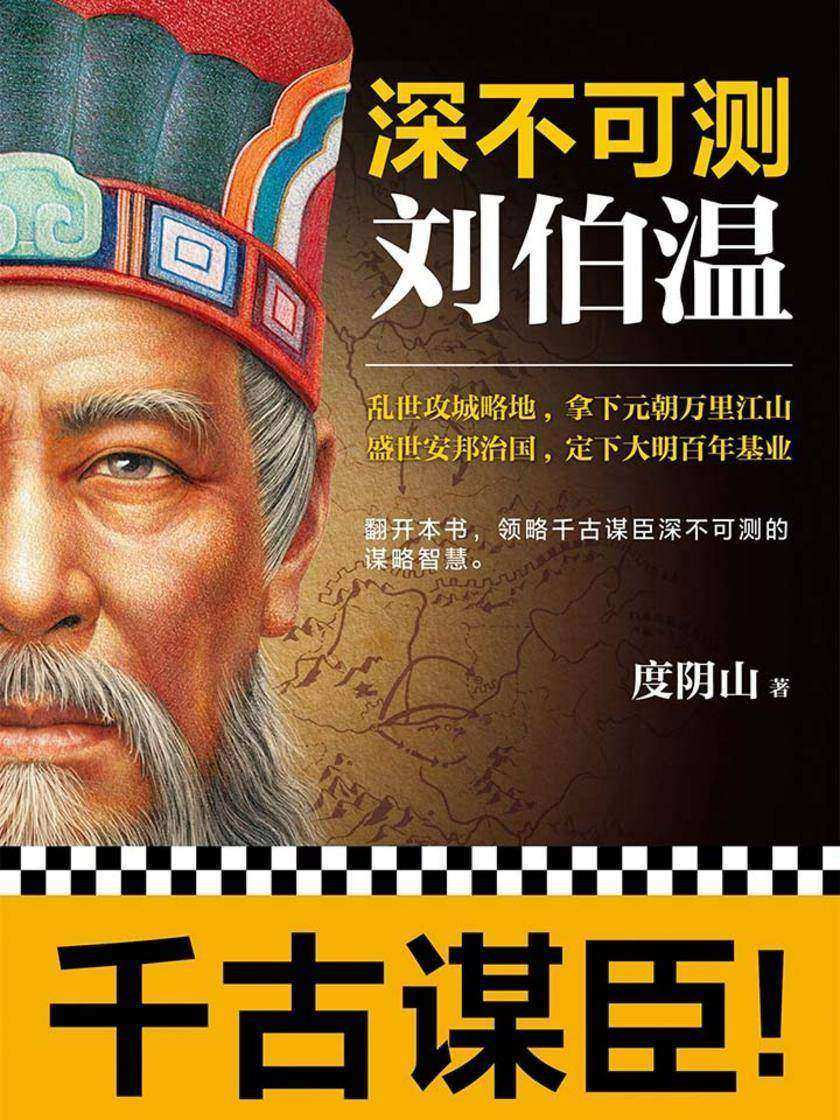 深不可测
刘伯温
乱世攻城略地，拿下元朝万里江山
盛世安邦治国，定下大明百年基业
翻开本书，领略千古谋臣深不可测的
谋略智慧。
度阴山 著
千古谋臣！